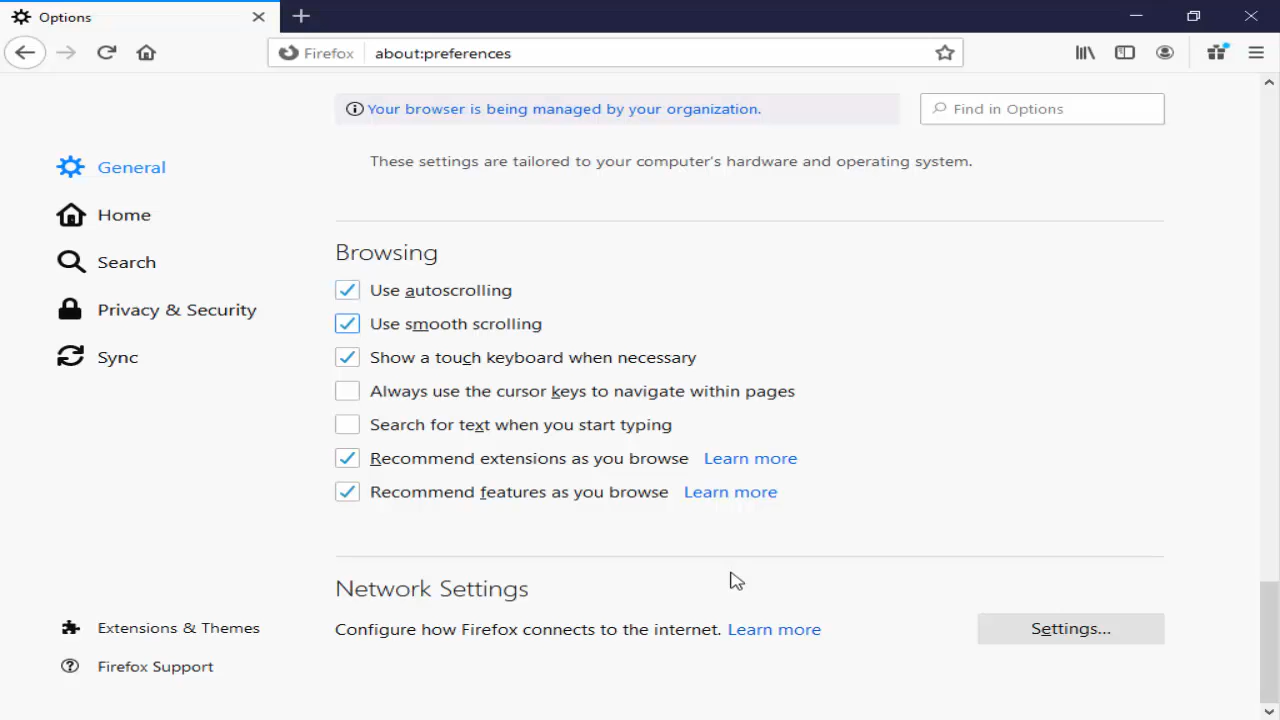 Options
Firefox
about:preferences
Your browser is being managed by your organization.
Find in Options
These settings are tailored to your computer's hardware and operating system.
General
Home
Search
Privacy & Security
Sync
Browsing
Use autoscrolling
Use smooth scrolling
Show a touch keyboard when necessary
Always use the cursor keys to navigate within pages
Search for text when you start typing
Recommend extensions as you browse Learn more
Recommend features as you browse Learn more
Network Settings
Configure how Firefox connects to the internet. Learn more
Settings...
Extensions & Themes
Firefox Support